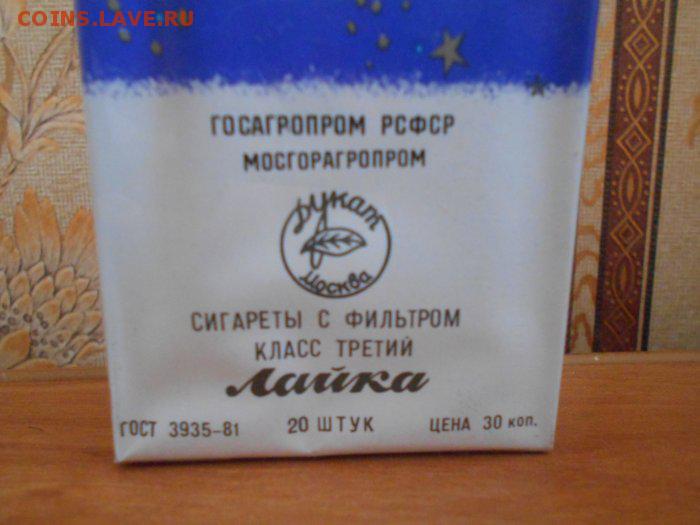 COINS.LAVE.RU
ГОСАГРОПРОМ РСФСР
МОСГОРАГРОПРОМ
Дукат
Москва
СИГАРЕТЫ С ФИЛЬТРОМ
КЛАСС ТРЕТИЙ
Лайка
ГОСТ 3935-81 20 ШТУК ЦЕНА 30 коп.